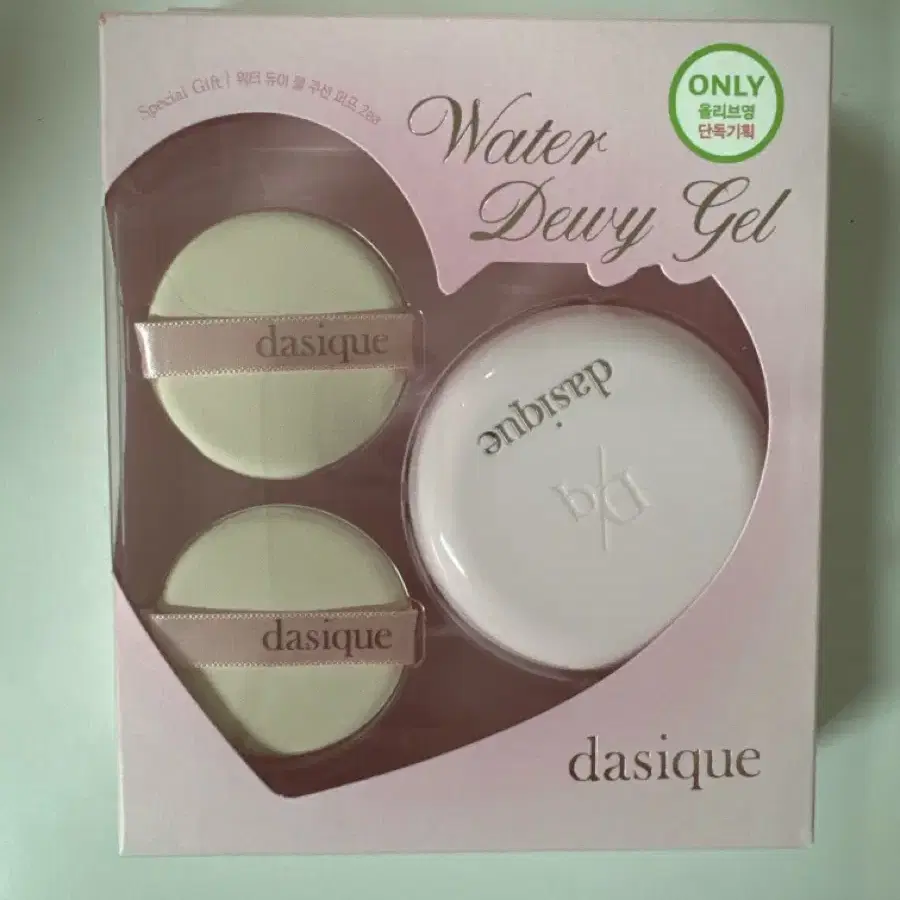 Special Gift | 워터 듀이 젤 쿠션 퍼프 2ea
Water
Dewy Gel
ONLY
올리브영
단독기획
dasique
dasique
D/q
dasique
dasique